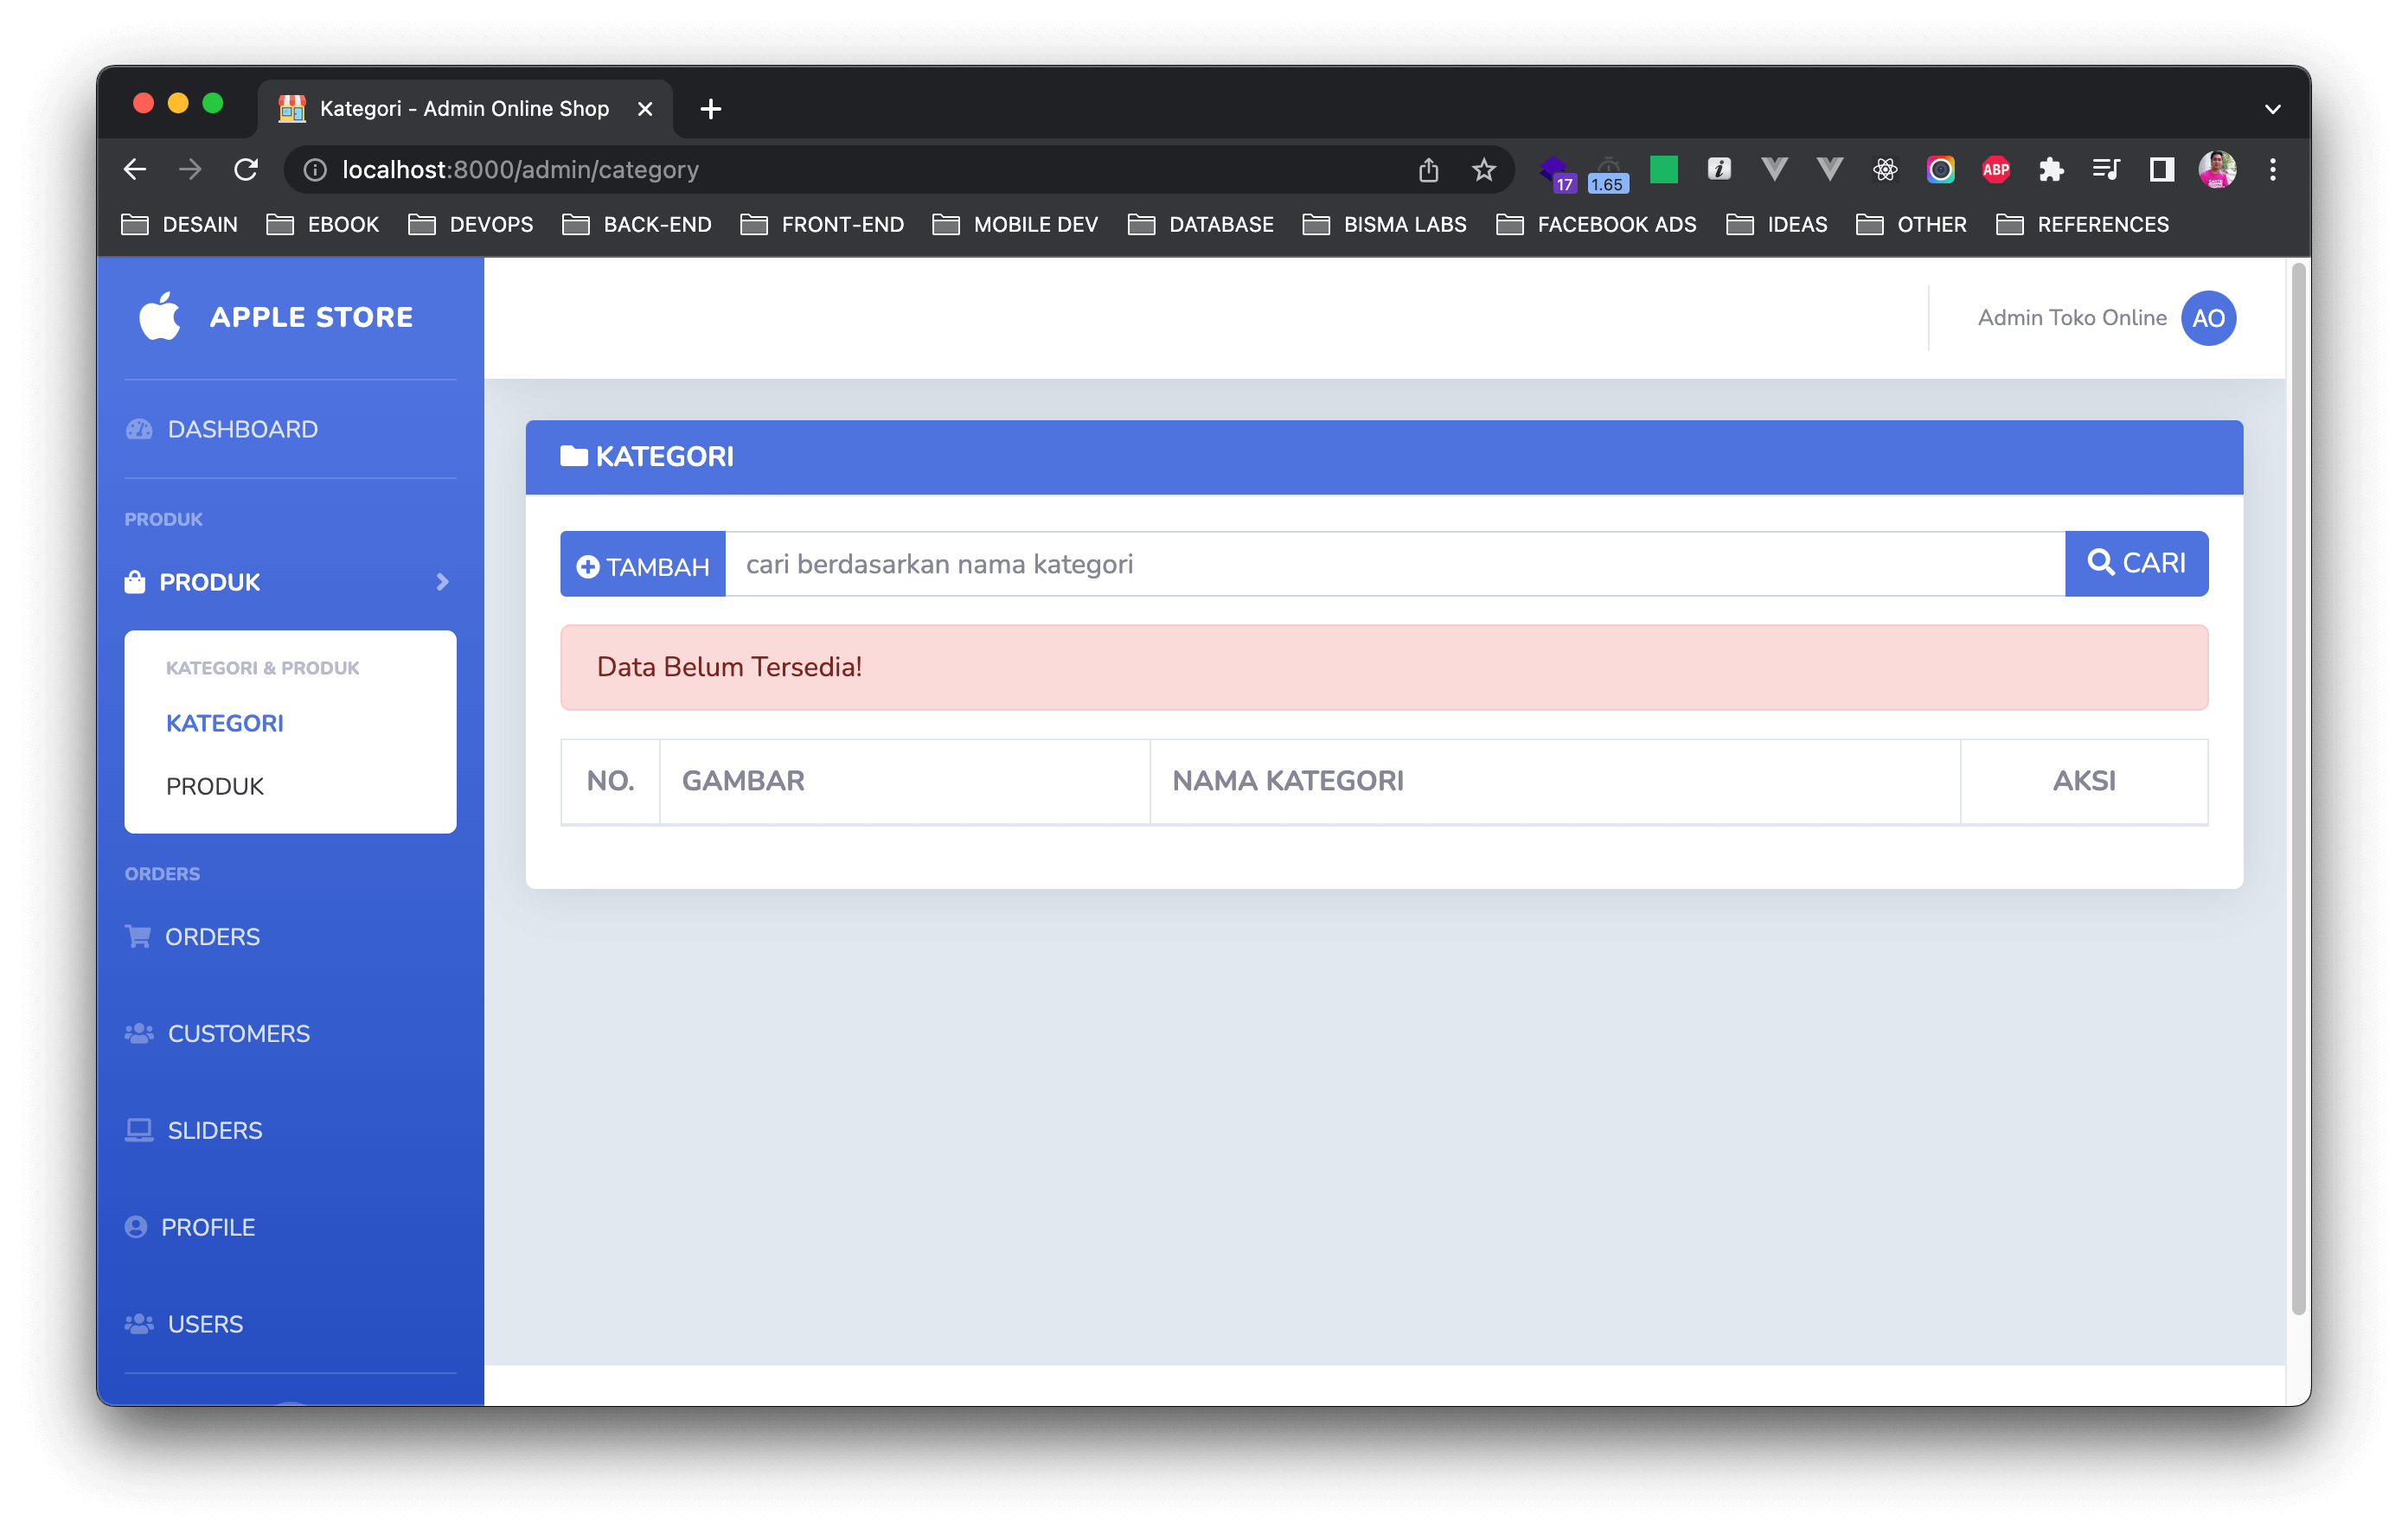 Kategori - Admin Online Shop
localhost:8000/admin/category
17
1.65
i
ABP
DESAIN
EBOOK
DEVOPS
BACK-END
FRONT-END
MOBILE DEV
DATABASE
BISMA LABS
FACEBOOK ADS
IDEAS
OTHER
REFERENCES
APPLE STORE
Admin Toko Online
AO
DASHBOARD
PRODUK
PRODUK
KATEGORI & PRODUK
KATEGORI
PRODUK
ORDERS
ORDERS
CUSTOMERS
SLIDERS
PROFILE
USERS
KATEGORI
TAMBAH
cari berdasarkan nama kategori
CARI
Data Belum Tersedia!
NO.
GAMBAR
NAMA KATEGORI
AKSI